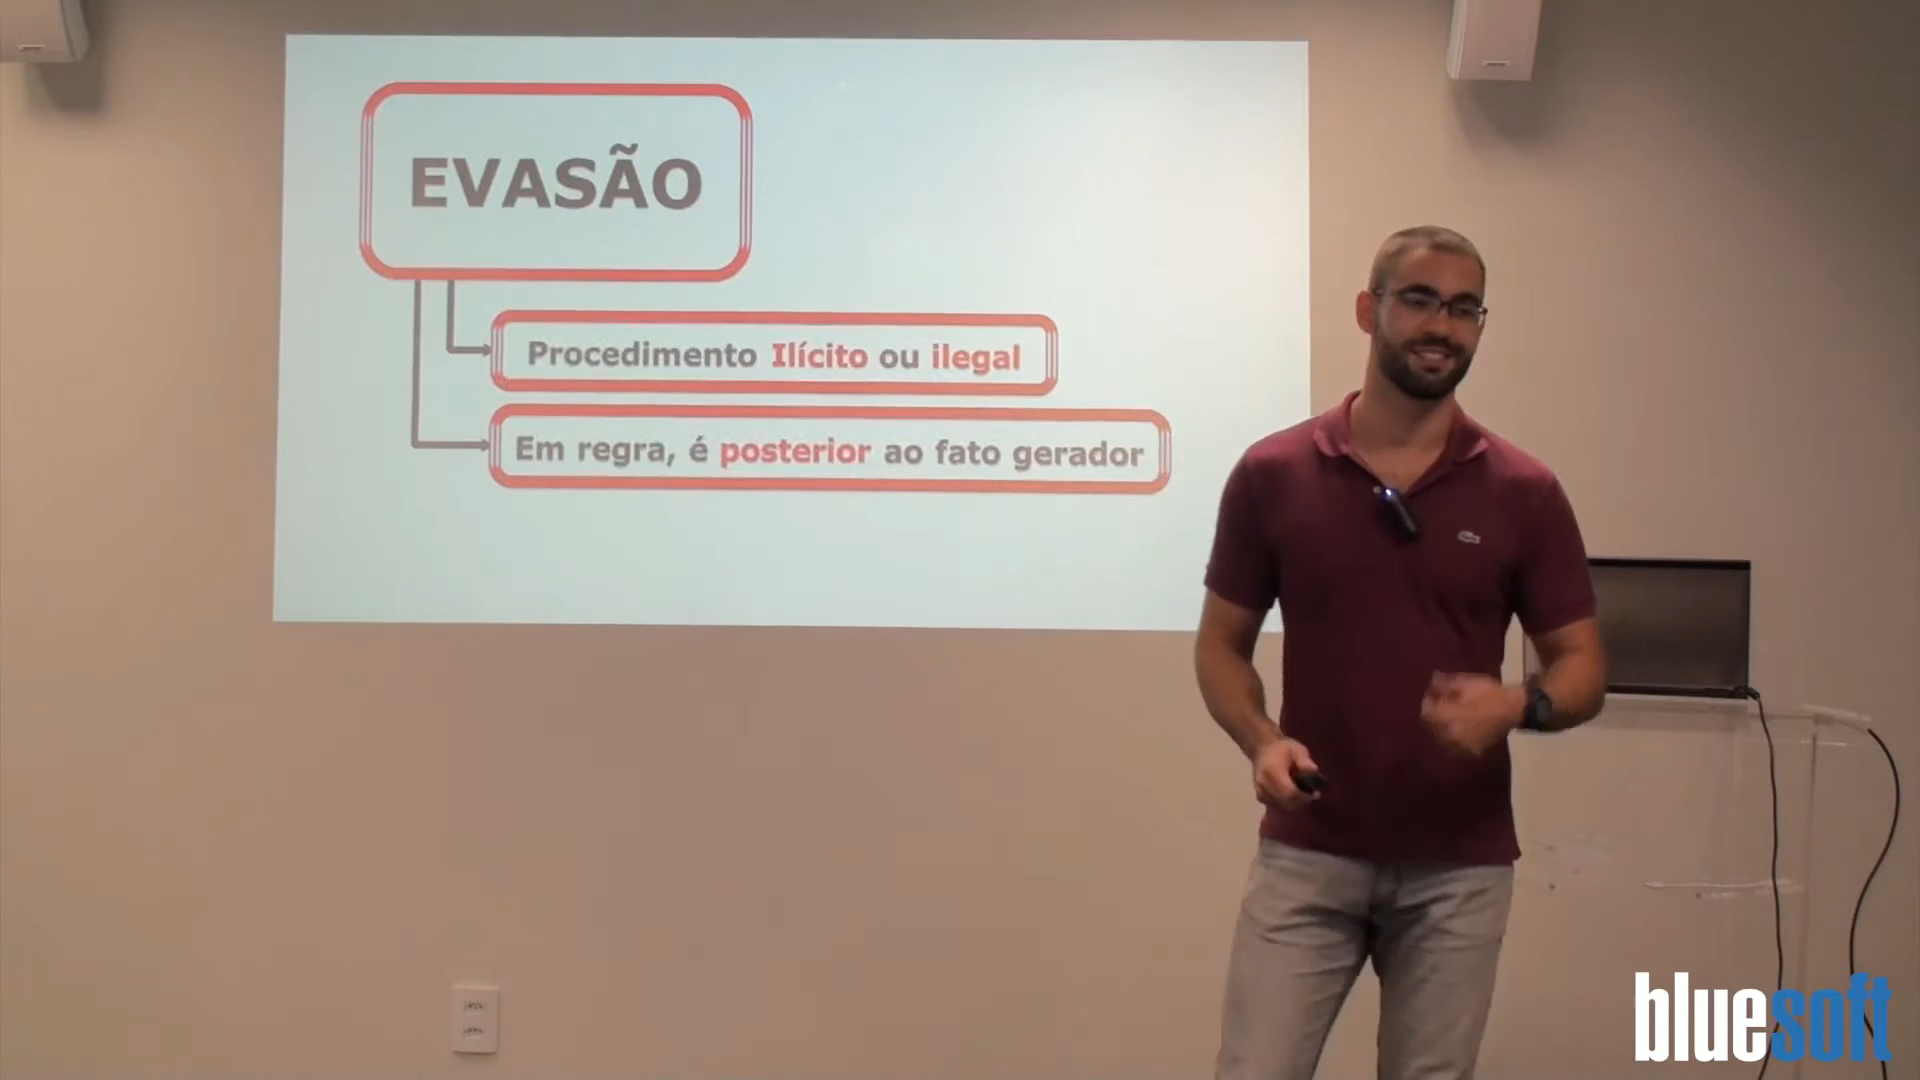 EVASÃO
Procedimento Ilícito ou ilegal
Em regra, é posterior ao fato gerador
bluesoft